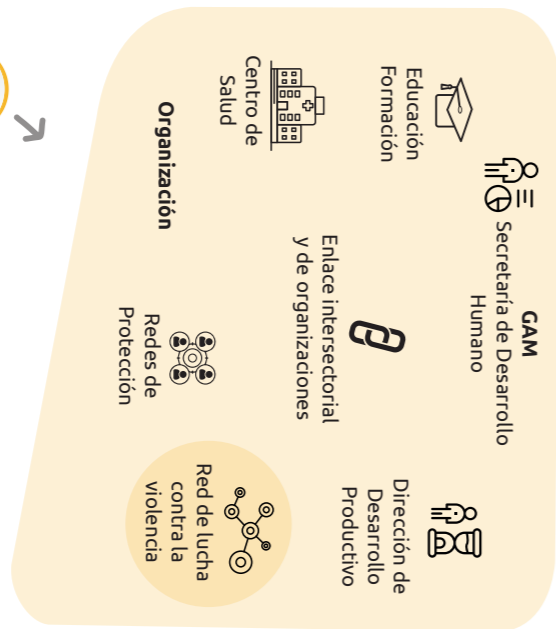 GAM
Secretaría de Desarrollo
Humano
Educación
Formación
Centro de
Salud
Enlace intersectorial
y de organizaciones
Dirección de
Desarrollo
Productivo
Organización
Redes de
Protección
Red de lucha
contra la
violencia